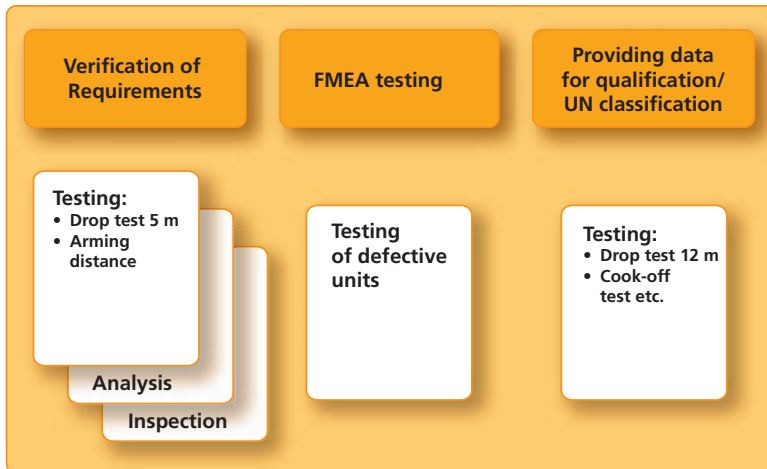 Verification of
Requirements
FMEA testing
Providing data
for qualification/
UN classification
Testing:
• Drop test 5 m
• Arming
distance
Analysis
Inspection
Testing
of defective
units
Testing:
• Drop test 12 m
• Cook-off
test etc.